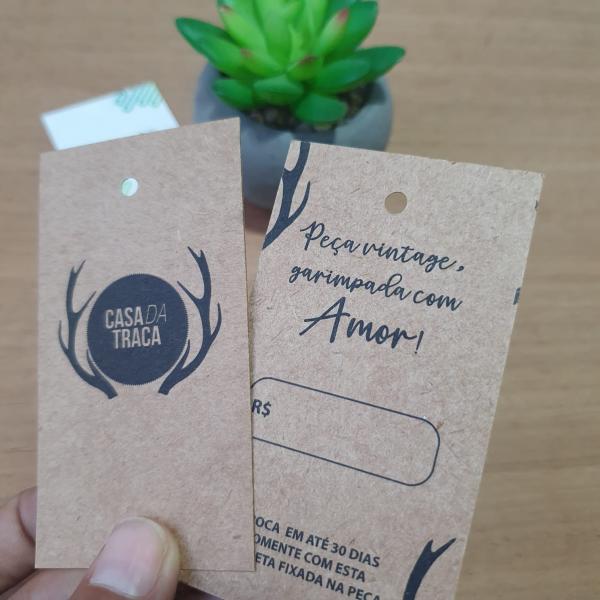 CASA DA
TRACA
Peça vintage,
garimpada com
Amor!
R$
OCA EM ATÉ 30 DIAS
OMENTE COM ESTA
ETA FIXADA NA PEÇA